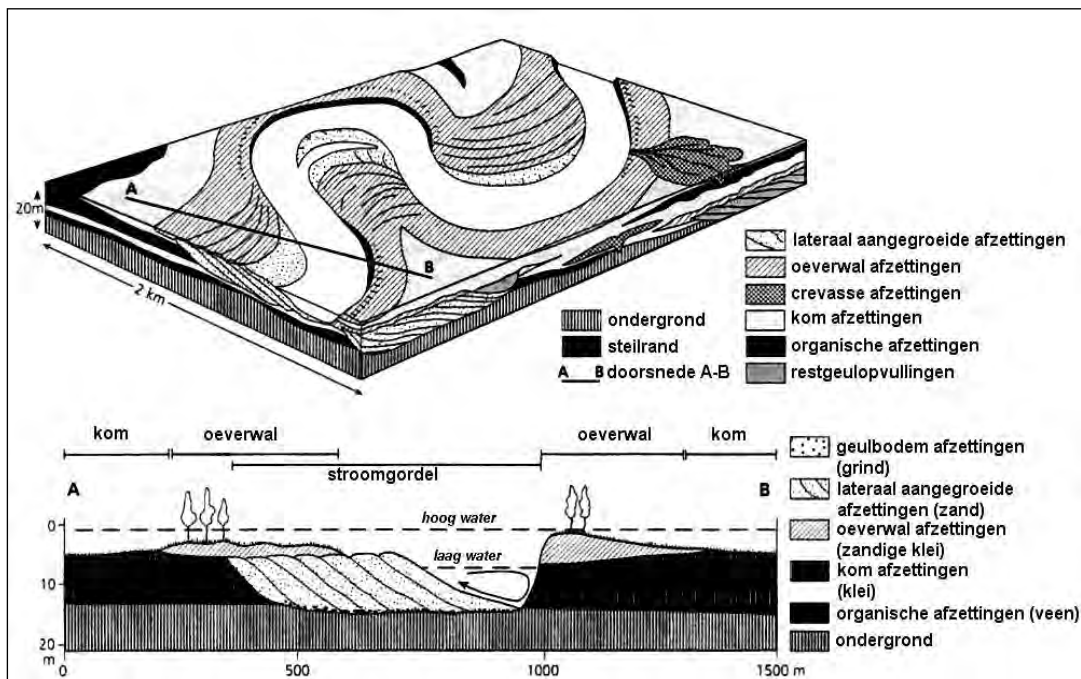 A
B
20m
2 km
lateraal aangegroeide afzettingen
oeverwal afzettingen
crevasse afzettingen
ondergrond
kom afzettingen
steilrand
organische afzettingen
A B doorsnede A-B
restgeulopvullingen
kom
oeverwal
oeverwal
kom
stroomgordel
A
B
hoog water
laag water
0
10
20
m
0
500
1000
1500 m
geulbodem afzettingen
(grind)
lateraal aangegroeide
afzettingen (zand)
oeverwal afzettingen
(zandige klei)
kom afzettingen
(klei)
organische afzettingen (veen)
ondergrond